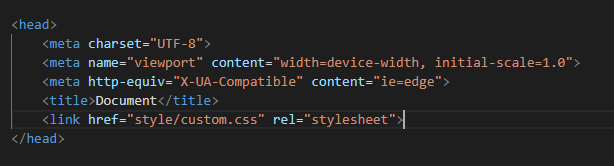 <head>
<meta charset="UTF-8">
<meta name="viewport" content="width=device-width, initial-scale=1.0">
<meta http-equiv="X-UA-Compatible" content="ie=edge">
<title>Document</title>
<link href="style/custom.css" rel="stylesheet">
</head>